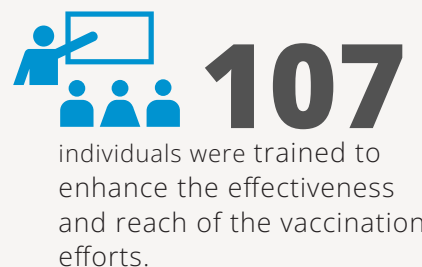 107
individuals were trained to
enhance the effectiveness
and reach of the vaccination
efforts.